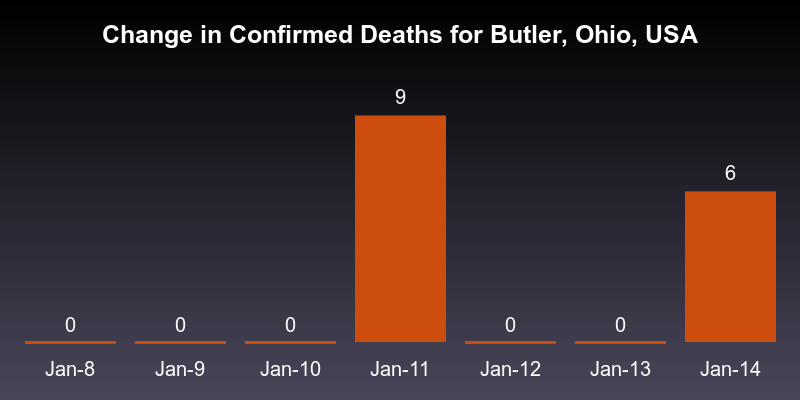 Change in Confirmed Deaths for Butler, Ohio, USA
9
6
0 0 0 0 0
Jan-8 Jan-9 Jan-10 Jan-11 Jan-12 Jan-13 Jan-14